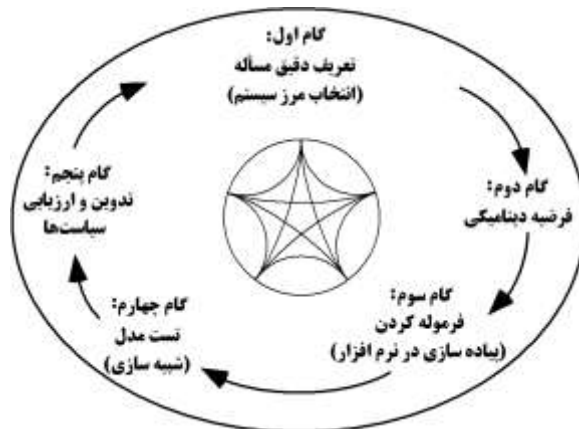 گام اول:
تعریف دقیق مسأله
(انتخاب مرز سیستم)
گام دوم:
فرضیه دینامیکی
گام سوم:
فرموله کردن
(پیاده سازی در نرم افزار)
گام چهارم:
تست مدل
(شبیه سازی)
گام پنجم:
تدوین و ارزیابی
سیاست‌ها